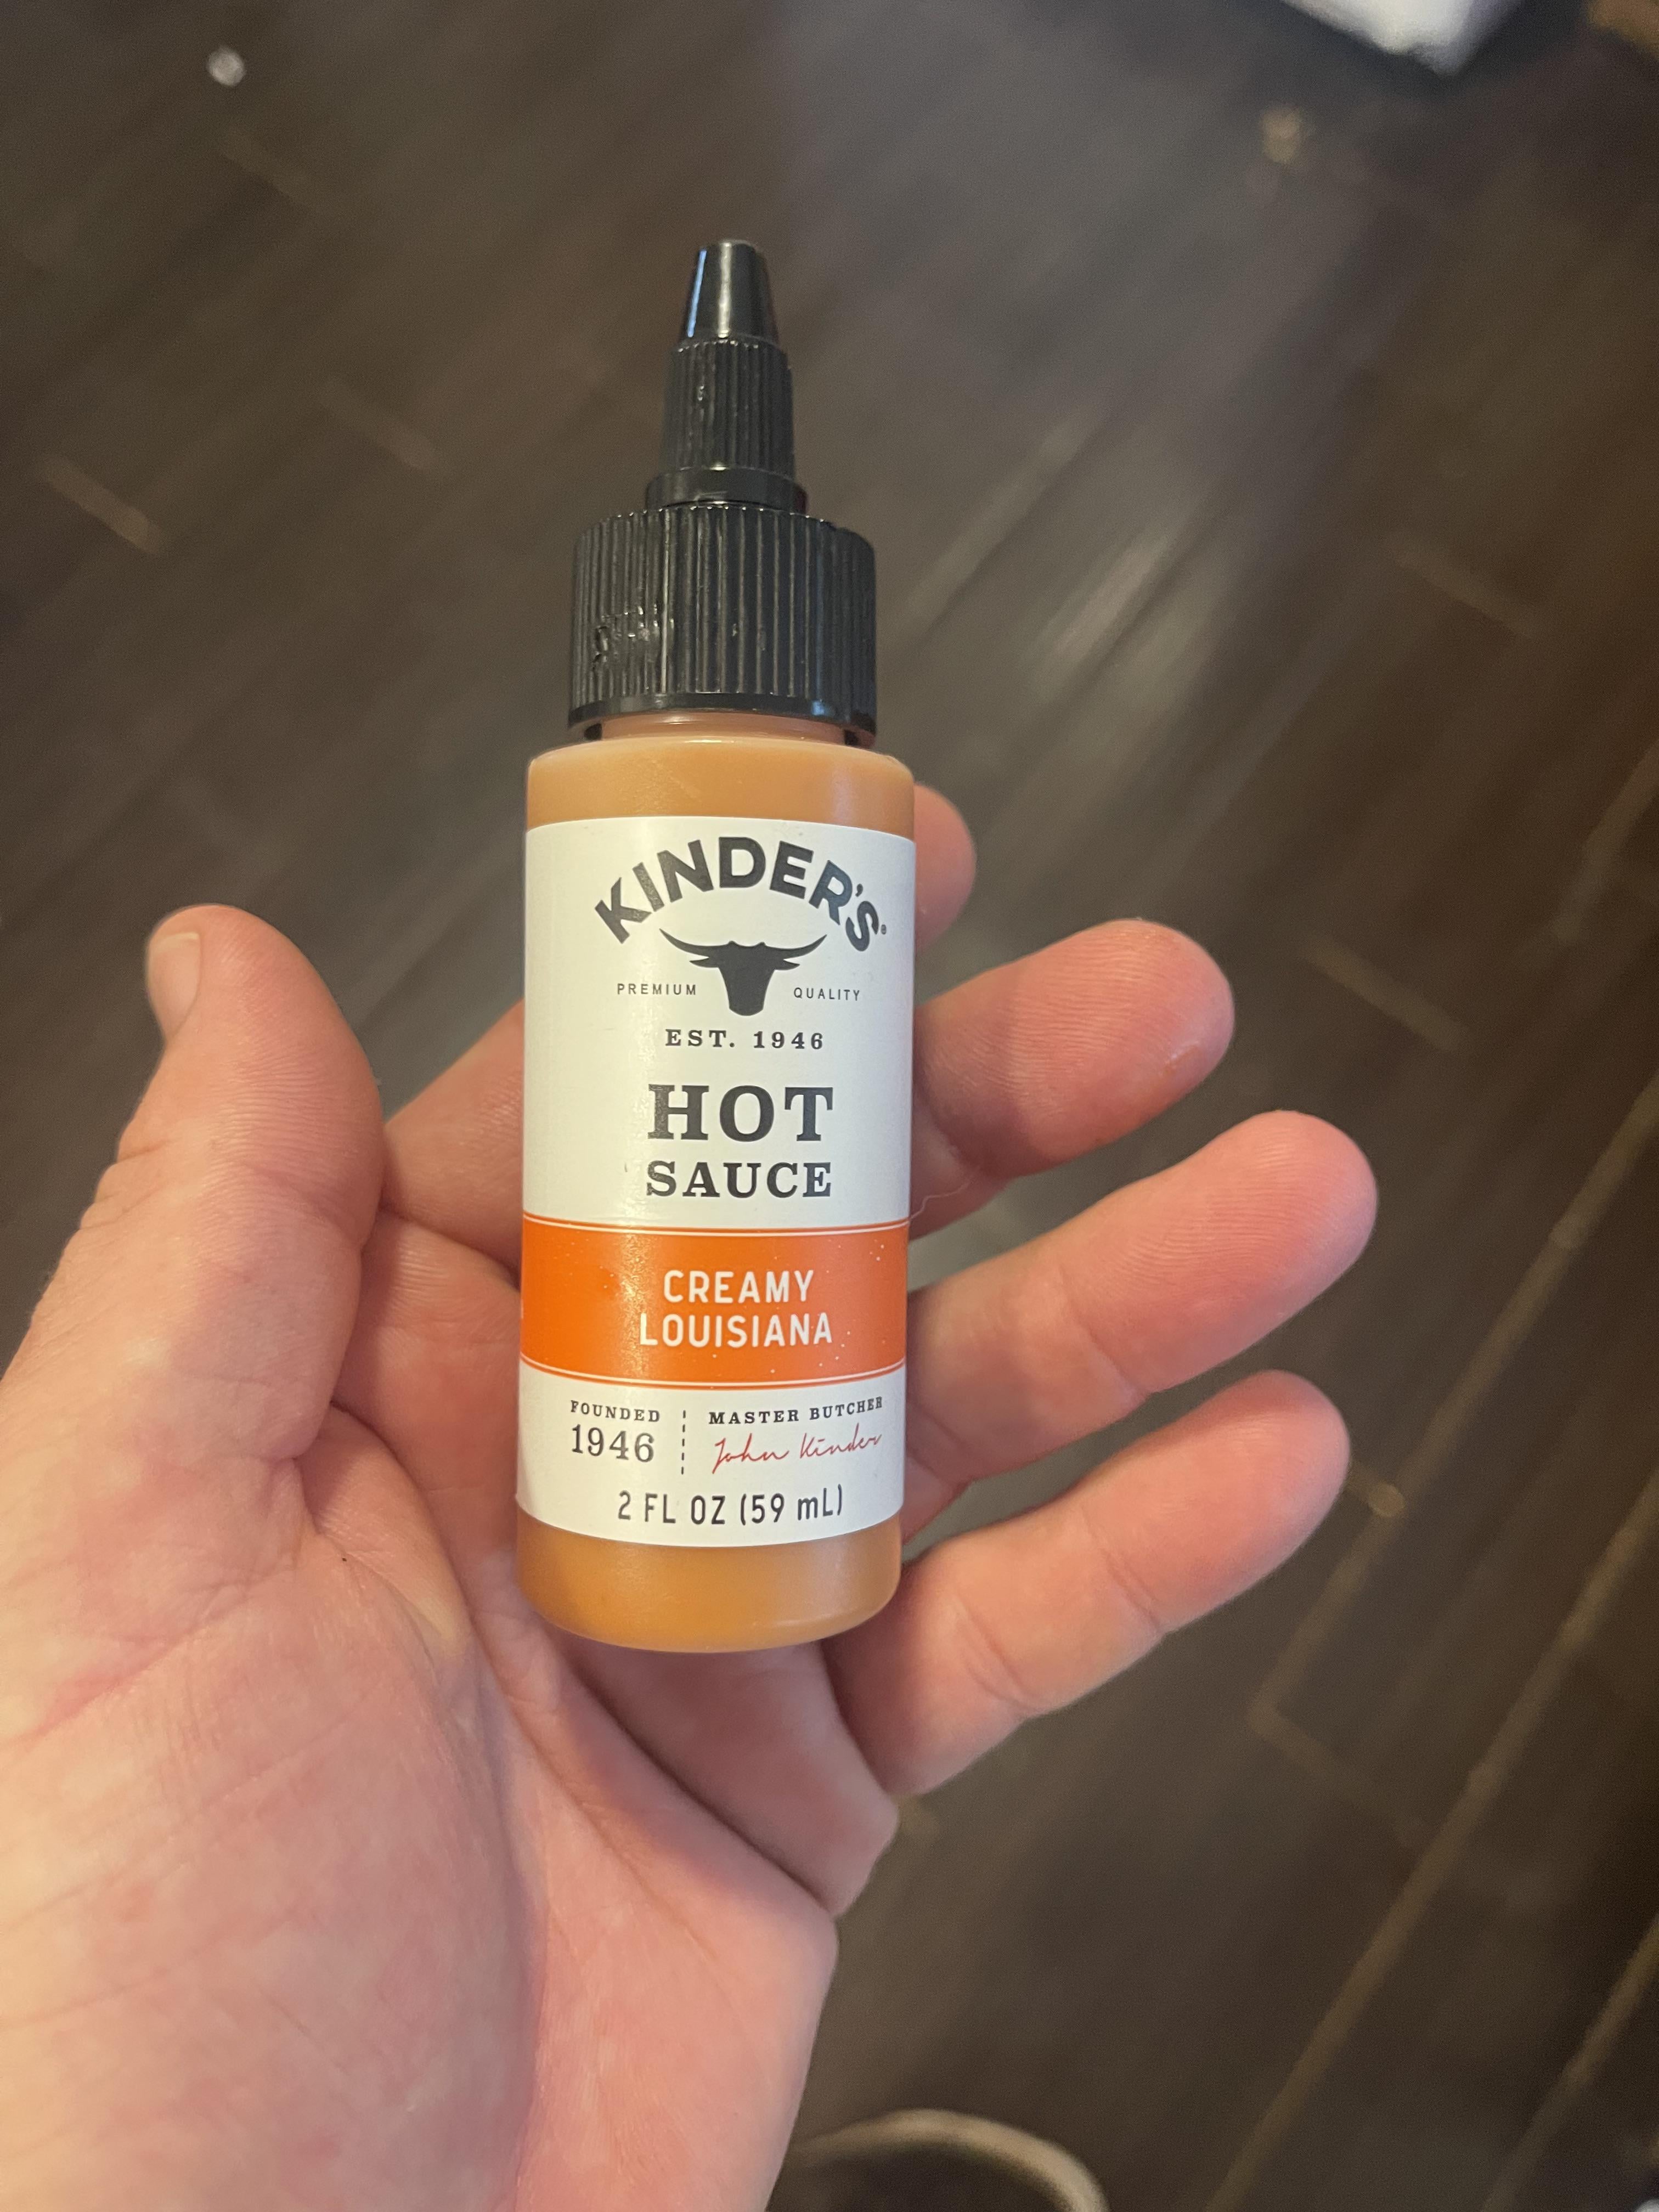 KINDER'S®
PREMIUM QUALITY
EST. 1946
HOT
SAUCE
CREAMY
LOUISIANA
FOUNDED
1946
MASTER BUTCHER
John Kinder
2 FL OZ (59 mL)